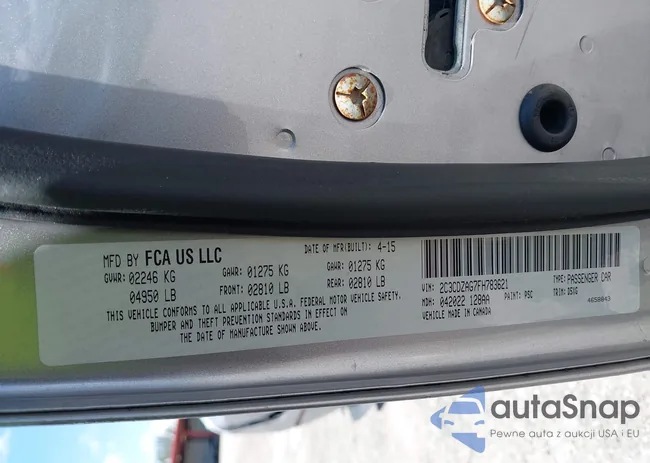 MFD BY FCA US LLC
DATE OF MFR(BUILT): 4-15
GVWR: 02246 KG
04950 LB
GAWR: 01275 KG
FRONT: 02810 LB
GAWR: 01275 KG
REAR: 02810 LB
THIS VEHICLE CONFORMS TO ALL APPLICABLE U.S.A. FEDERAL MOTOR VEHICLE SAFETY,
BUMPER AND THEFT PREVENTION STANDARDS IN EFFECT ON
THE DATE OF MANUFACTURE SHOWN ABOVE.
VIN: 2C3CDZAG7FH783621
TYPE: PASSENGER CAR
MDH: 042022 128AA
PAINT: PSC
TRIM: DSIG
VEHICLE MADE IN CANADA
4658843
autaSnap
Pewne auta z aukcji USA i EU